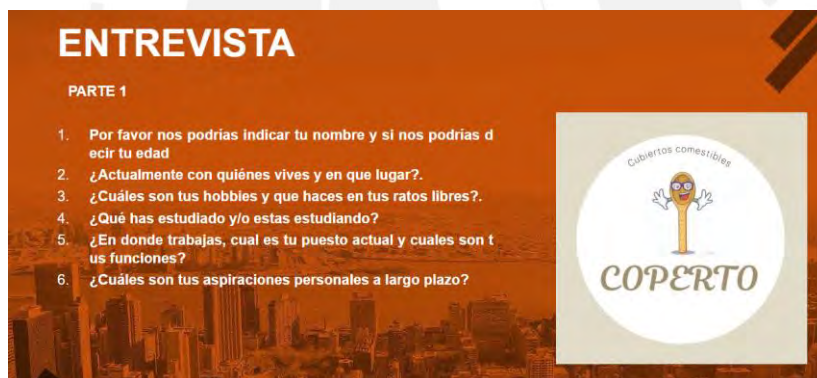 ENTREVISTA
PARTE 1
1. Por favor nos podrías indicar tu nombre y si nos podrías d
ecir tu edad
2. ¿Actualmente con quiénes vives y en que lugar?.
3. ¿Cuáles son tus hobbies y que haces en tus ratos libres?.
4. ¿Qué has estudiado y/o estas estudiando?
5. ¿En donde trabajas, cual es tu puesto actual y cuales son t
us funciones?
6. ¿Cuáles son tus aspiraciones personales a largo plazo?
Cubiertos comestibles
COPERTO